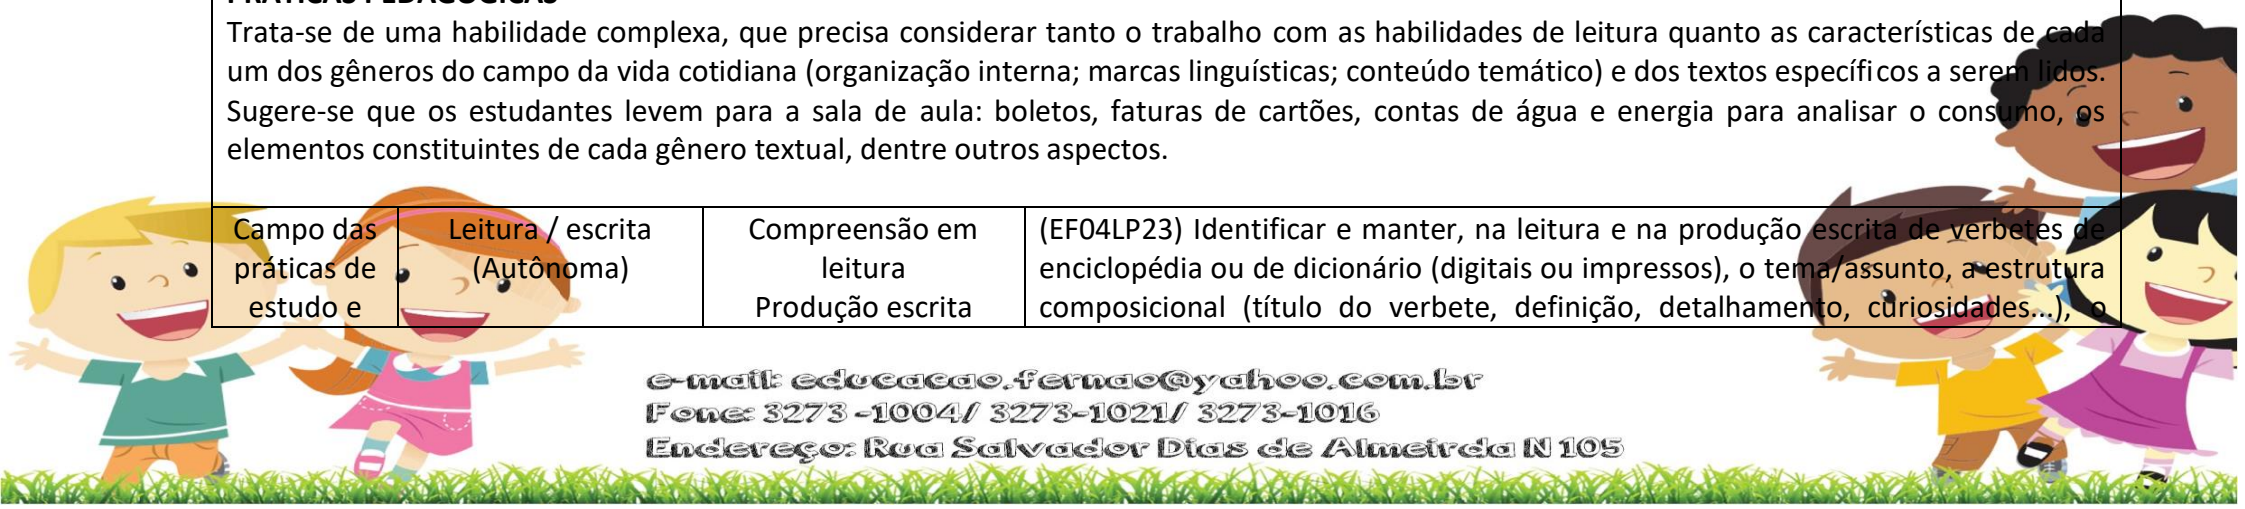 PRÁTICAS PEDAGÓGICAS
Trata-se de uma habilidade complexa, que precisa considerar tanto o trabalho com as habilidades de leitura quanto as características de cada
um dos gêneros do campo da vida cotidiana (organização interna; marcas linguísticas; conteúdo temático) e dos textos específicos a serem lidos.
Sugere-se que os estudantes levem para a sala de aula: boletos, faturas de cartões, contas de água e energia para analisar o consumo, os
elementos constituintes de cada gênero textual, dentre outros aspectos.
Campo das
práticas de
estudo e
Leitura / escrita
(Autônoma)
Compreensão em
leitura
Produção escrita
(EF04LP23) Identificar e manter, na leitura e na produção escrita de verbetes de
enciclopédia ou de dicionário (digitais ou impressos), o tema/assunto, a estrutura
composicional (título do verbete, definição, detalhamento, curiosidades...), o
e-mail: educacao.fernao@yahoo.com.br
Fone: 3273 -1004/ 3273-1021/ 3273-1016
Endereço: Rua Salvador Dias de Almeirda N 105